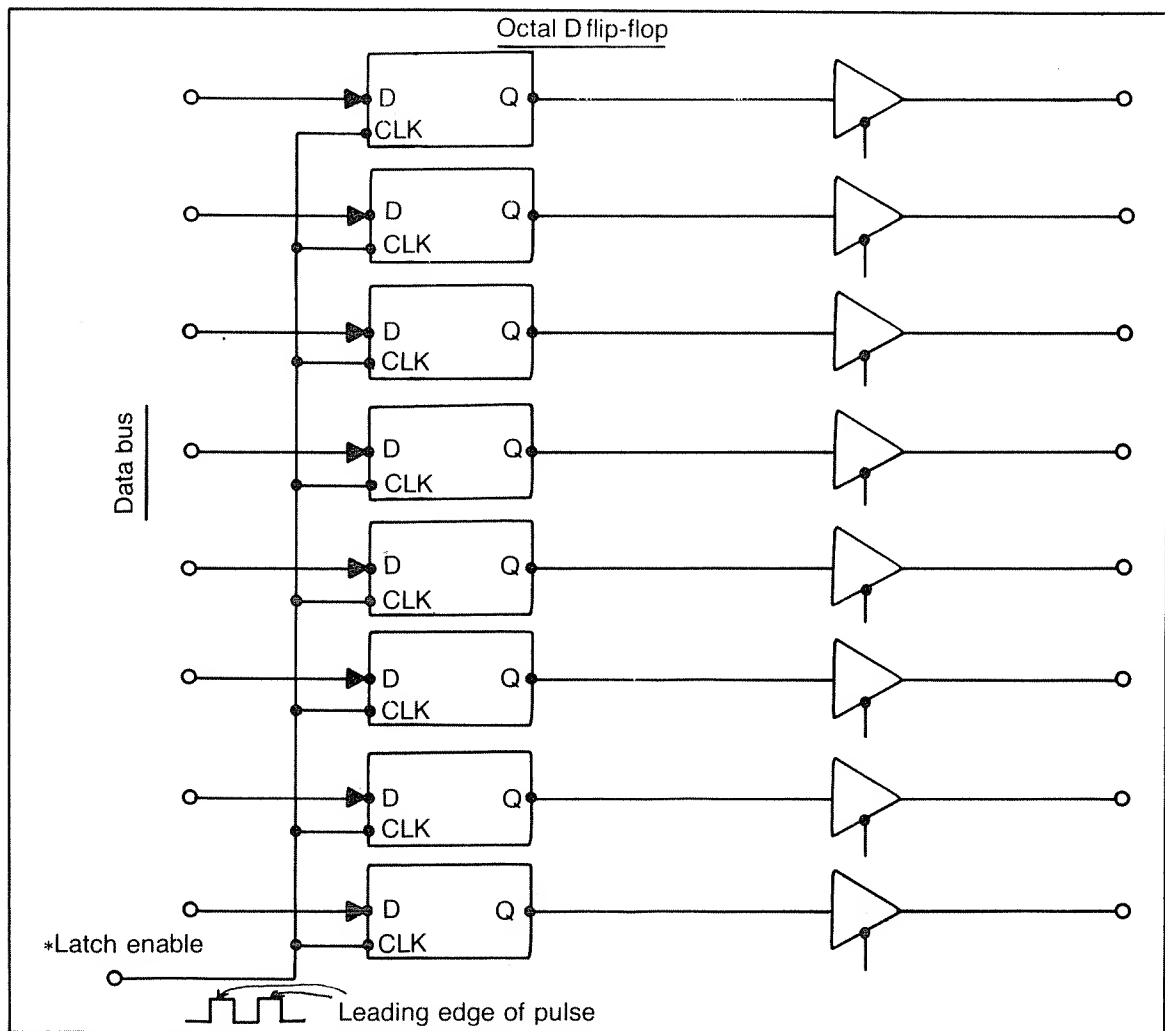 Octal D flip-flop
D Q
CLK
D Q
CLK
D Q
CLK
Data bus
D Q
CLK
D Q
CLK
D Q
CLK
D Q
CLK
D Q
*Latch enable
CLK
Leading edge of pulse